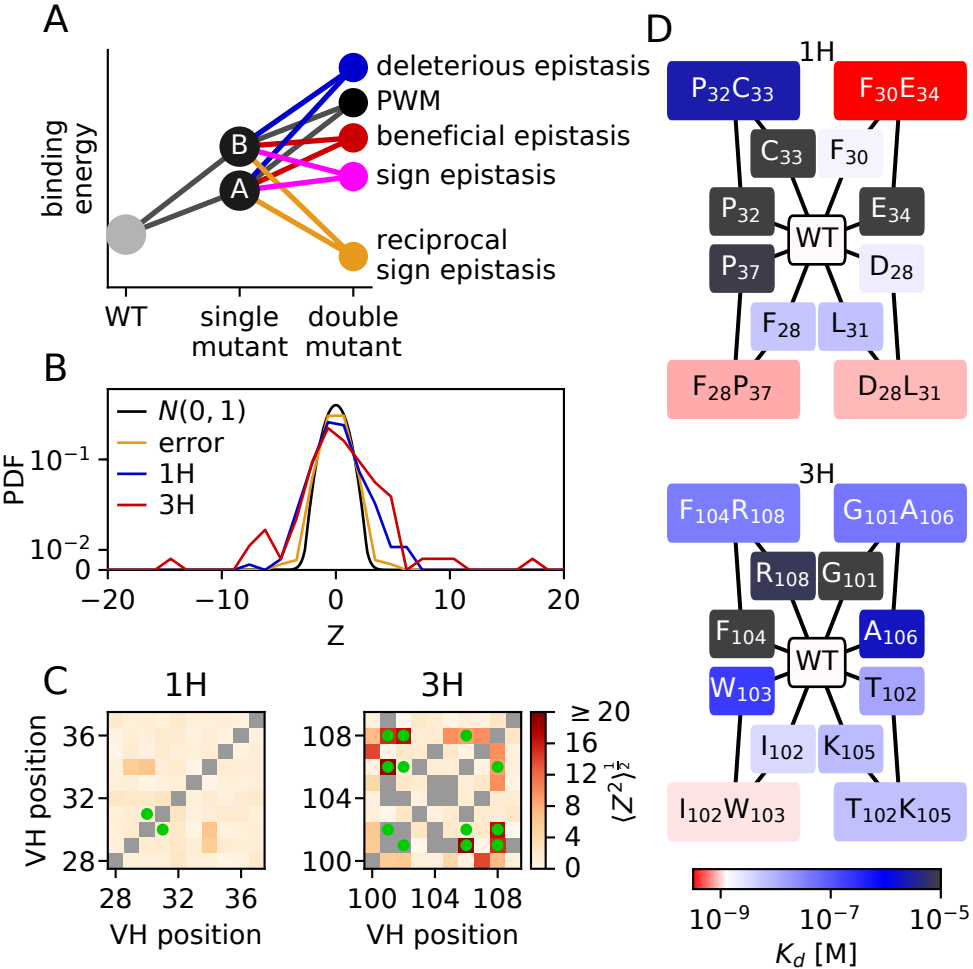 A
binding
energy
B
A
deleterious epistasis
PWM
beneficial epistasis
sign epistasis
reciprocal
sign epistasis
WT
single
mutant
double
mutant
B
PDF
10⁻¹
10⁻²
0
N(0, 1)
error
1H
3H
−20
−10
0
10
20
Z
C
1H
VH position
36
32
28
28
32
36
VH position
3H
108
104
100
100
104
108
VH position
≥ 20
16
12
8
4
0
⟨Z²⟩^½
D
1H
P₃₂C₃₃
F₃₀E₃₄
C₃₃
F₃₀
P₃₂
E₃₄
WT
P₃₇
D₂₈
F₂₈
L₃₁
F₂₈P₃₇
D₂₈L₃₁
3H
F₁₀₄R₁₀₈
G₁₀₁A₁₀₆
R₁₀₈
G₁₀₁
F₁₀₄
A₁₀₆
WT
W₁₀₃
T₁₀₂
I₁₀₂
K₁₀₅
I₁₀₂W₁₀₃
T₁₀₂K₁₀₅
10⁻⁹
10⁻⁷
10⁻⁵
K_d [M]